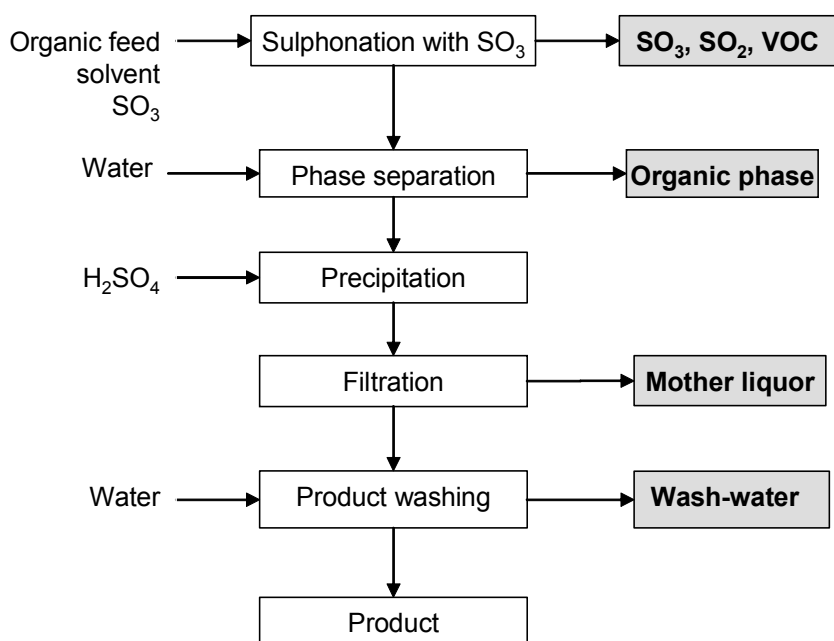 Organic feed
solvent
SO₃
Sulphonation with SO₃
SO₃, SO₂, VOC
Water
Phase separation
Organic phase
H₂SO₄
Precipitation
Filtration
Mother liquor
Water
Product washing
Wash-water
Product